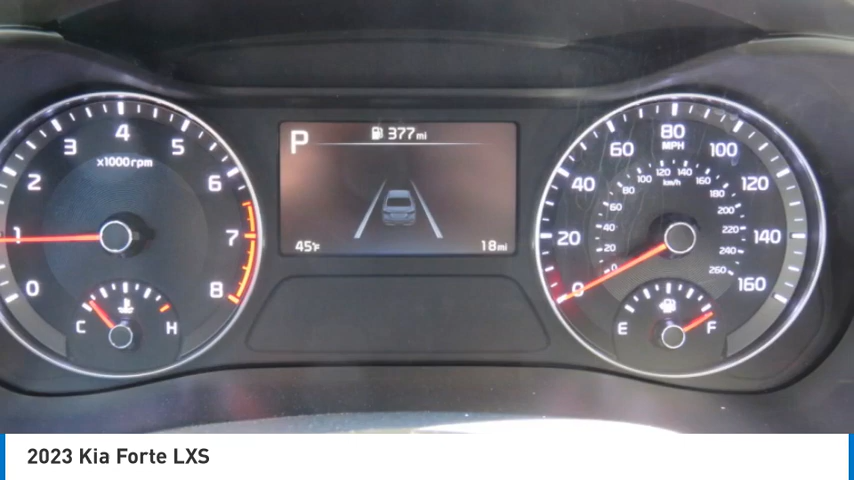 P 377mi
x1000rpm
0 1 2 3 4 5 6 7 8
C H
45°F 18mi
0 20 40 60 80 100 120 140 160
MPH
0 20 40 60 80 100 120 140 160 180 200 220 240 260
km/h
E F
2023 Kia Forte LXS